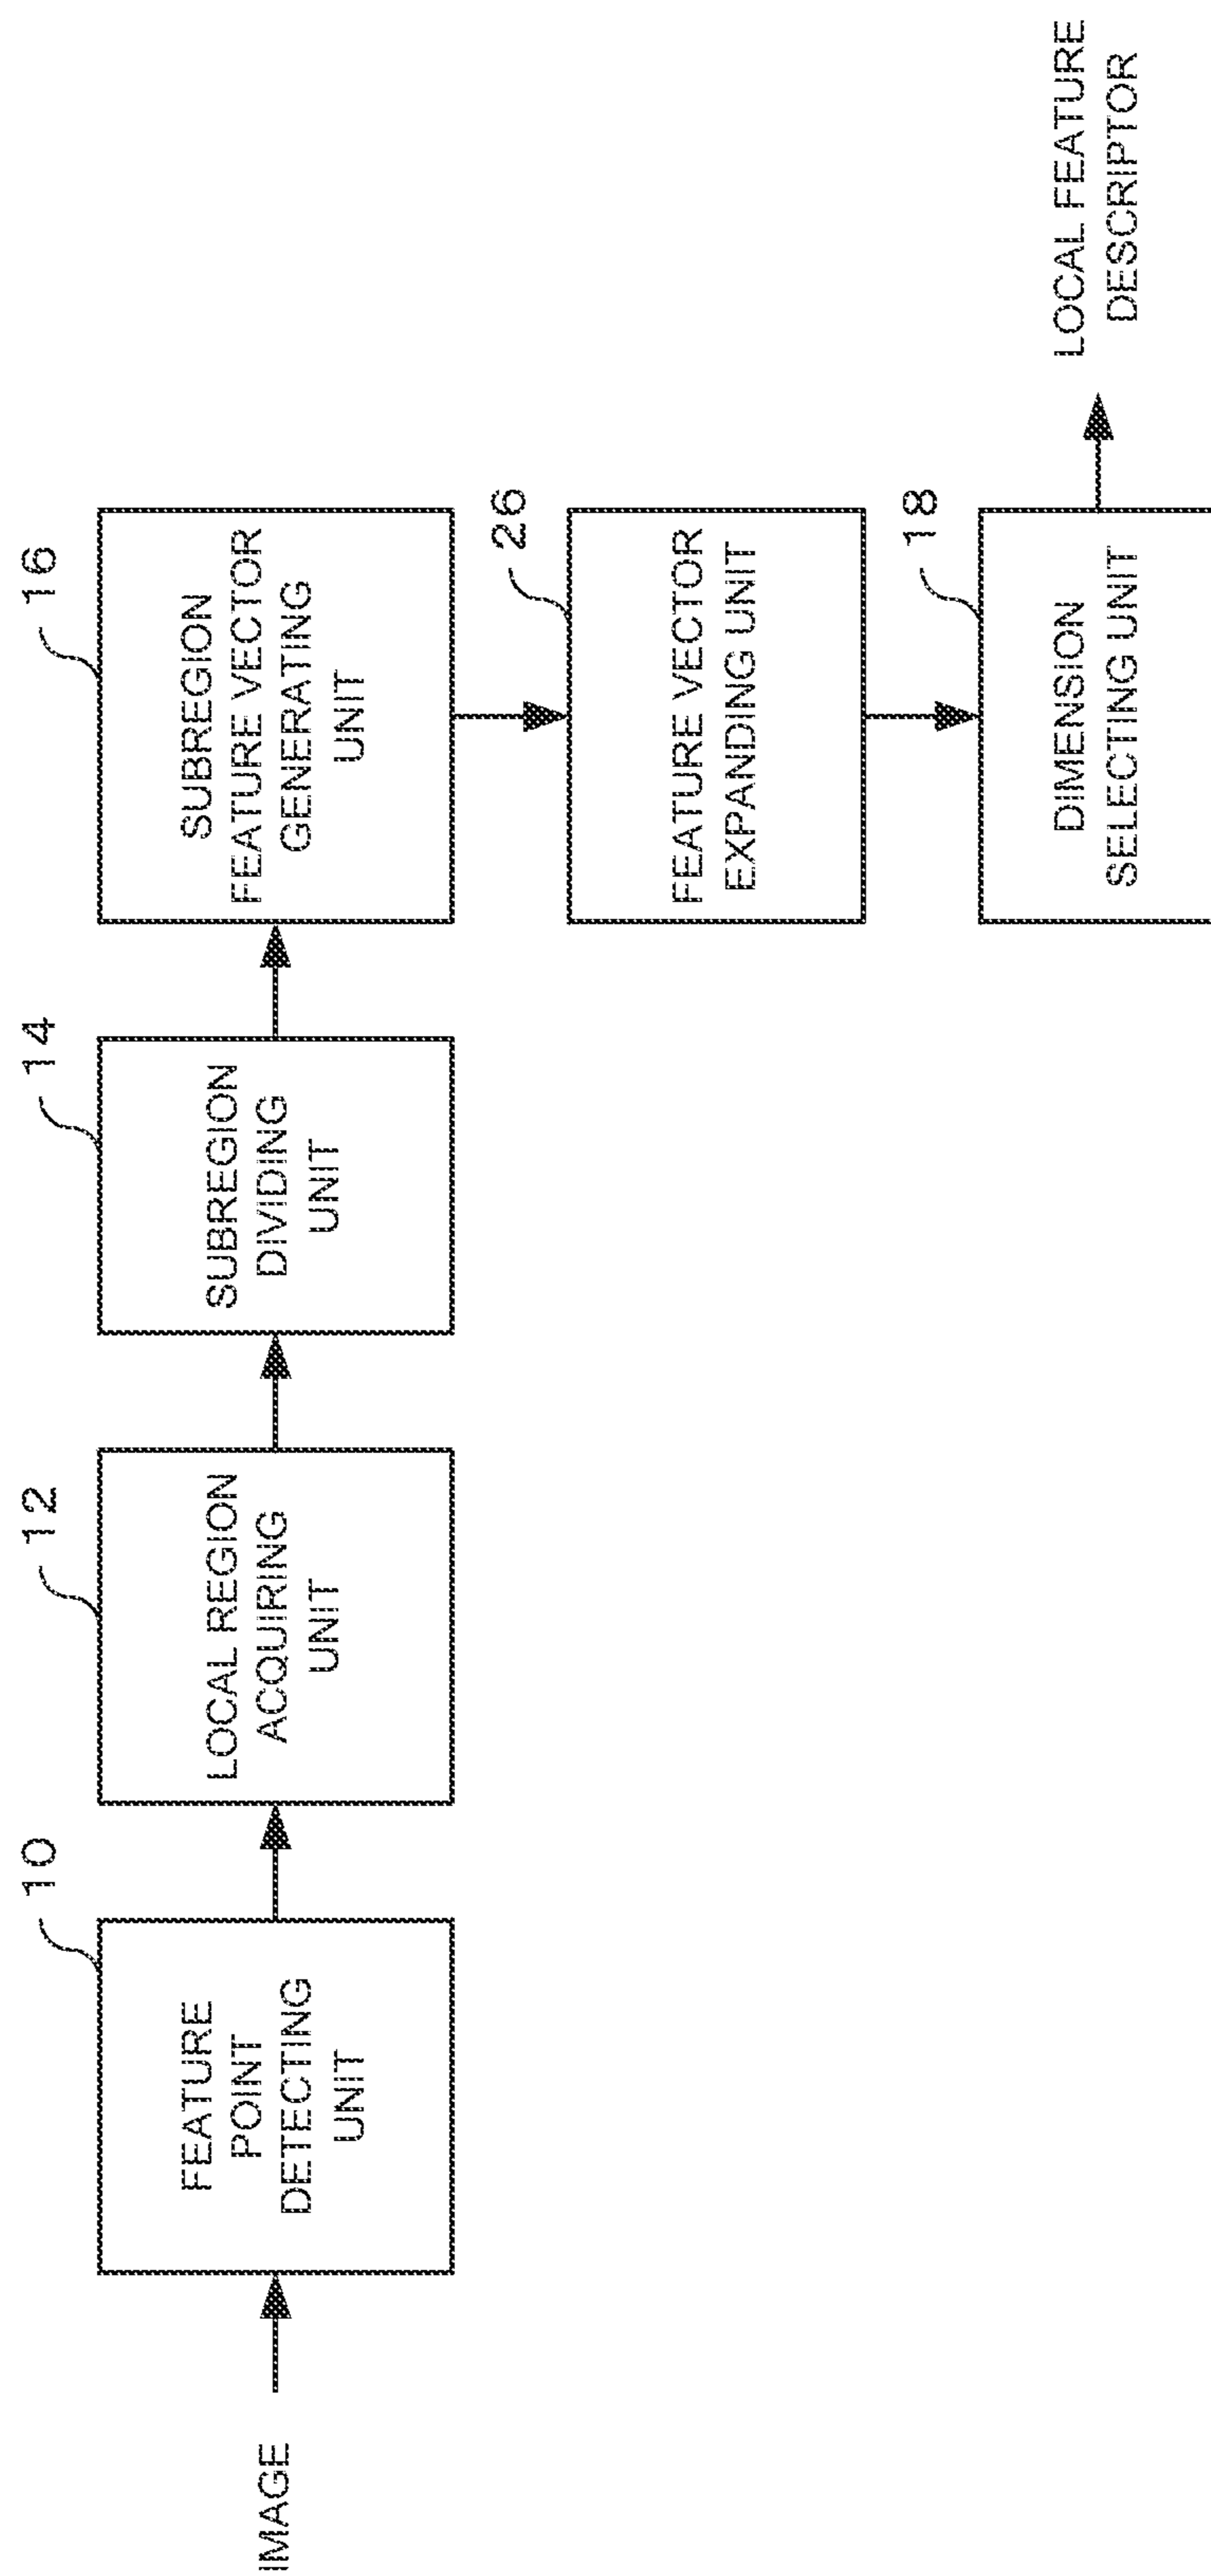 IMAGE
10
FEATURE
POINT
DETECTING
UNIT
12
LOCAL REGION
ACQUIRING
UNIT
14
SUBREGION
DIVIDING
UNIT
16
SUBREGION
FEATURE VECTOR
GENERATING
UNIT
26
FEATURE VECTOR
EXPANDING UNIT
18
DIMENSION
SELECTING UNIT
LOCAL FEATURE
DESCRIPTOR